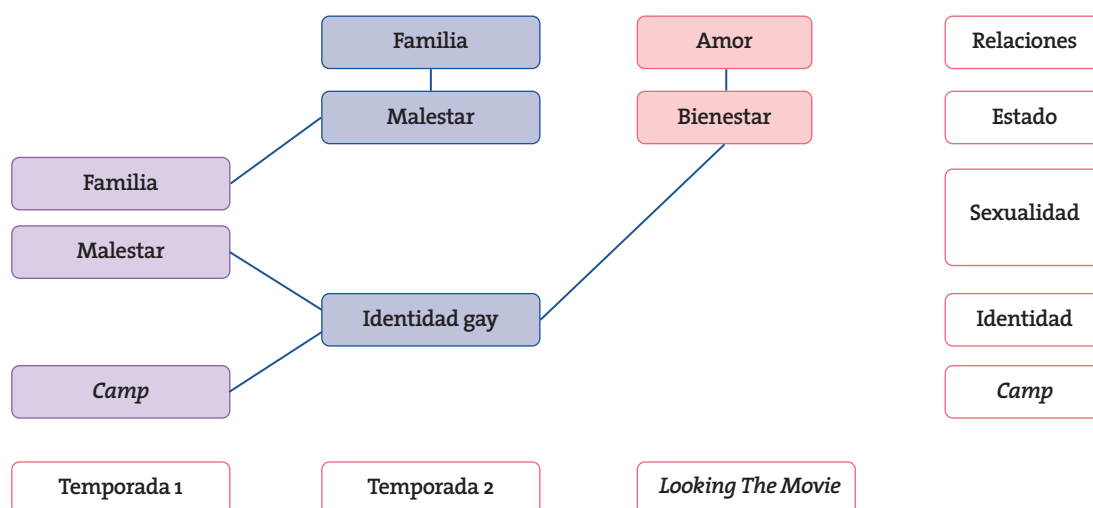 Familia
Amor
Relaciones
Malestar
Bienestar
Estado
Familia
Sexualidad
Malestar
Identidad gay
Identidad
Camp
Camp
Temporada 1
Temporada 2
Looking The Movie